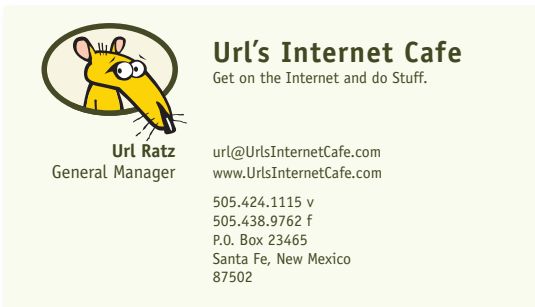 Url's Internet Cafe
Get on the Internet and do Stuff.
Url Ratz
General Manager
url@UrlsInternetCafe.com
www.UrlsInternetCafe.com
505.424.1115 v
505.438.9762 f
P.O. Box 23465
Santa Fe, New Mexico
87502